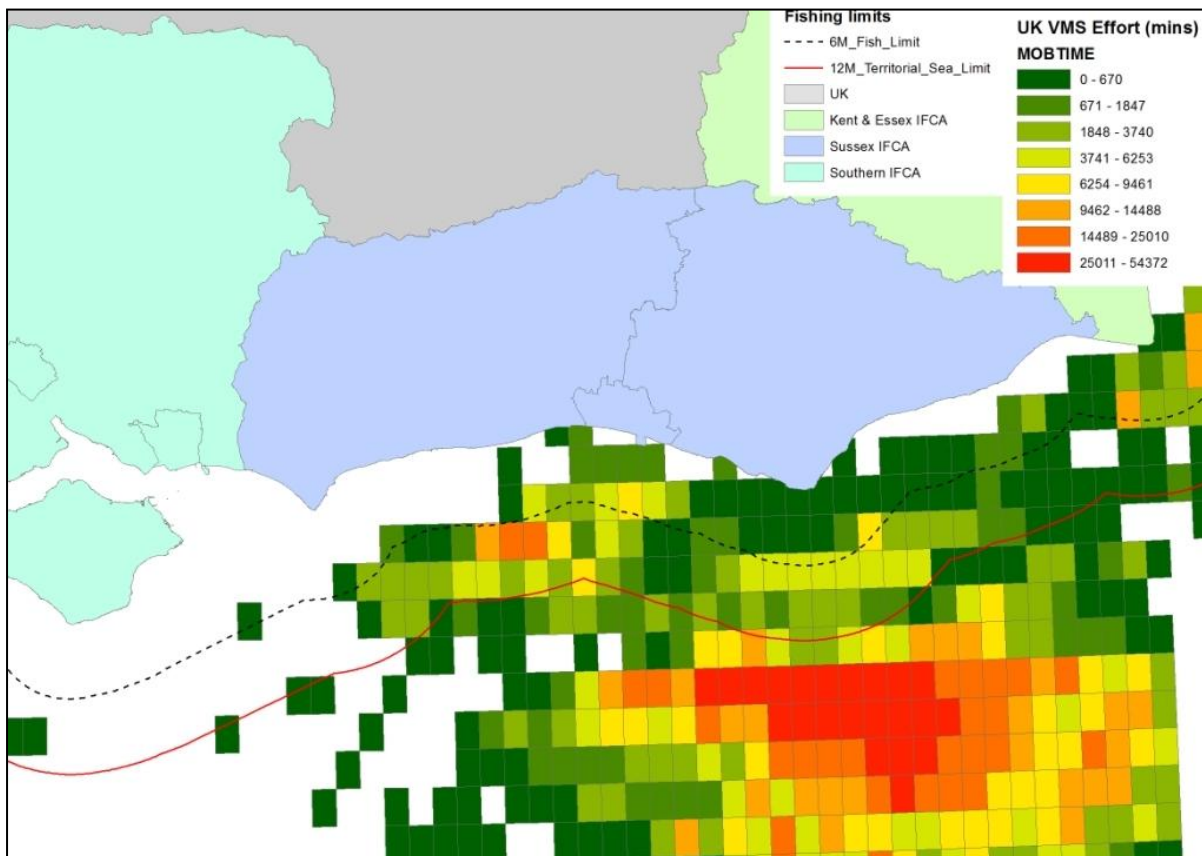 Fishing limits
6M_Fish_Limit
12M_Territorial_Sea_Limit
UK
Kent & Essex IFCA
Sussex IFCA
Southern IFCA
UK VMS Effort (mins)
MOBTIME
0 - 670
671 - 1847
1848 - 3740
3741 - 6253
6254 - 9461
9462 - 14488
14489 - 25010
25011 - 54372